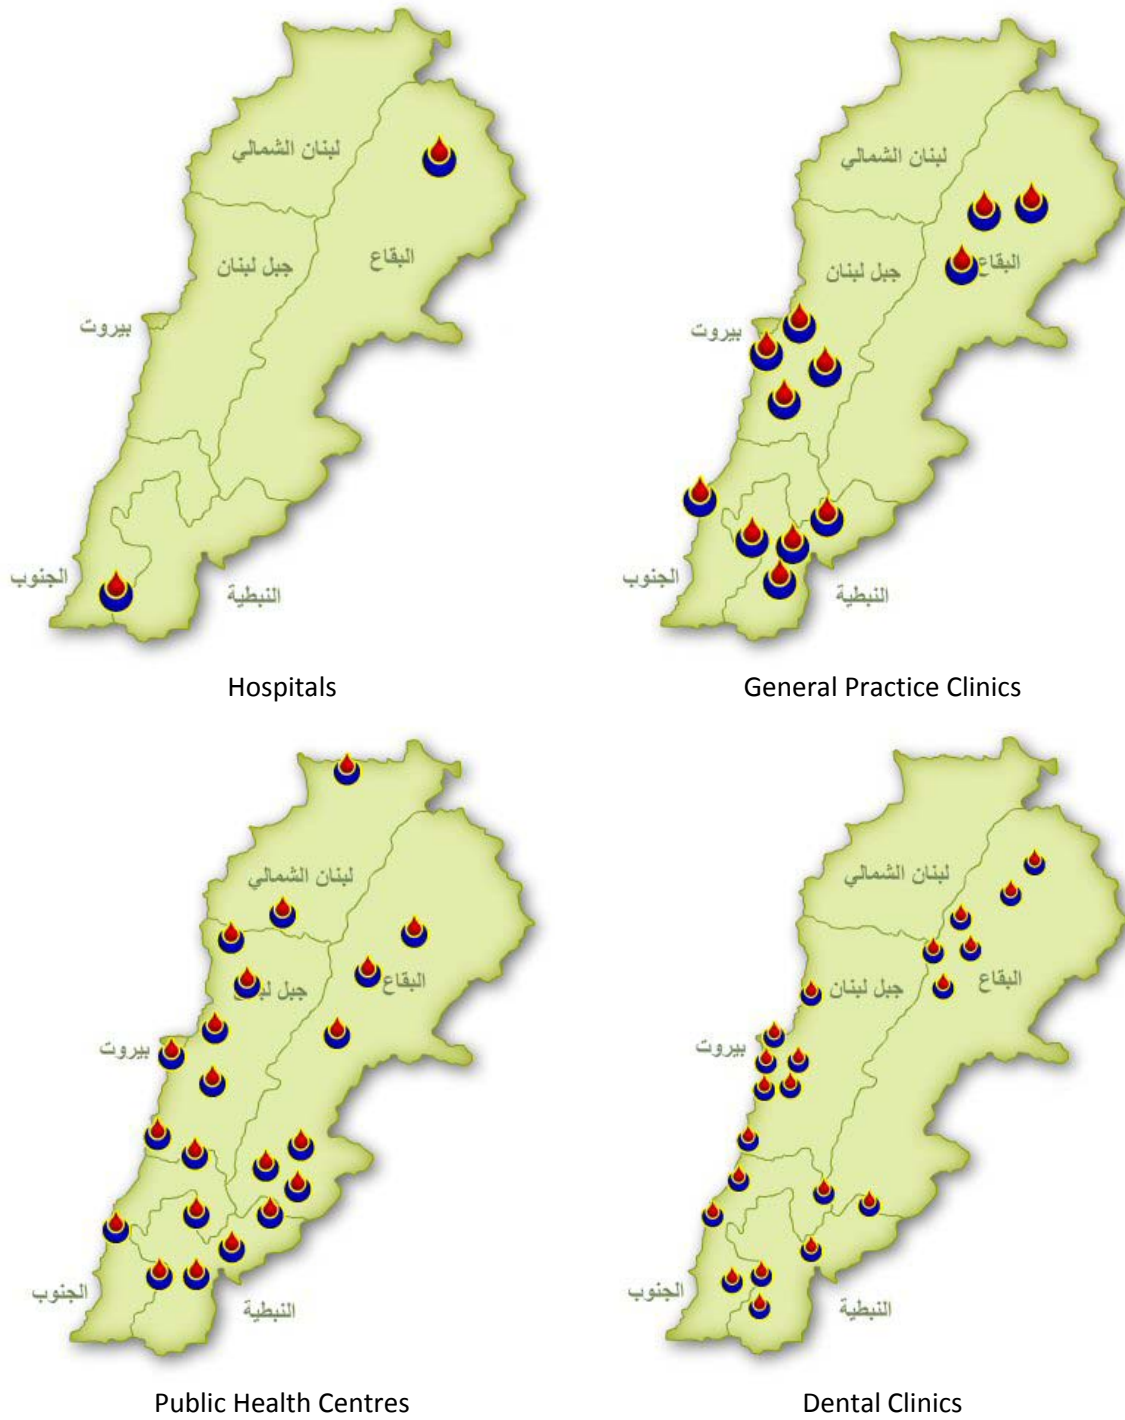 لبنان الشمالي
البقاع
جبل لبنان
بيروت
الجنوب
النبطية
Hospitals
لبنان الشمالي
البقاع
جبل لبنان
بيروت
الجنوب
النبطية
General Practice Clinics
لبنان الشمالي
البقاع
جبل لبنان
بيروت
الجنوب
النبطية
Public Health Centres
لبنان الشمالي
البقاع
جبل لبنان
بيروت
الجنوب
النبطية
Dental Clinics